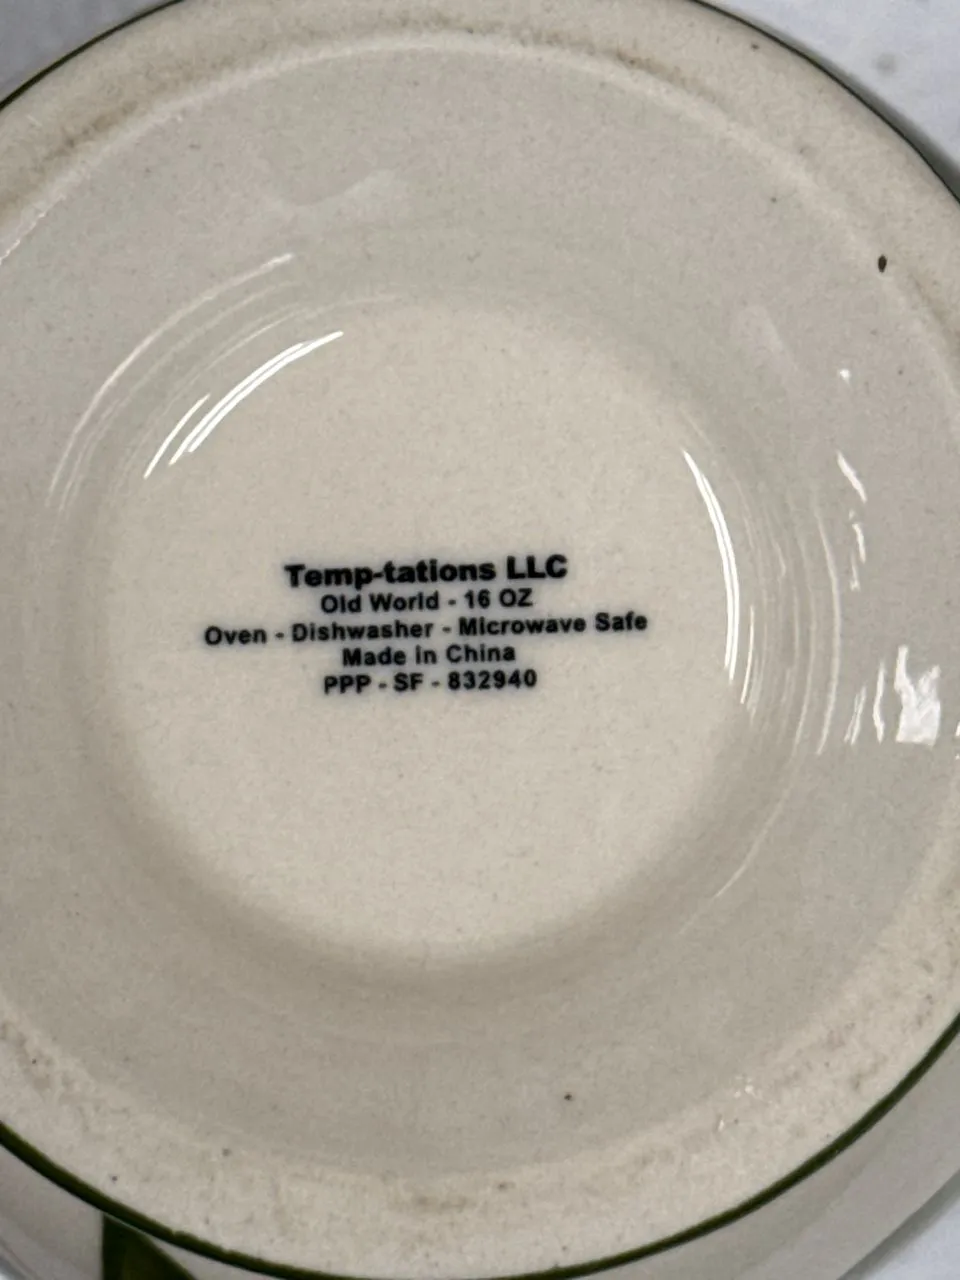 Temp-tations LLC
Old World - 16 OZ
Oven - Dishwasher - Microwave Safe
Made in China
PPP - SF - 832940